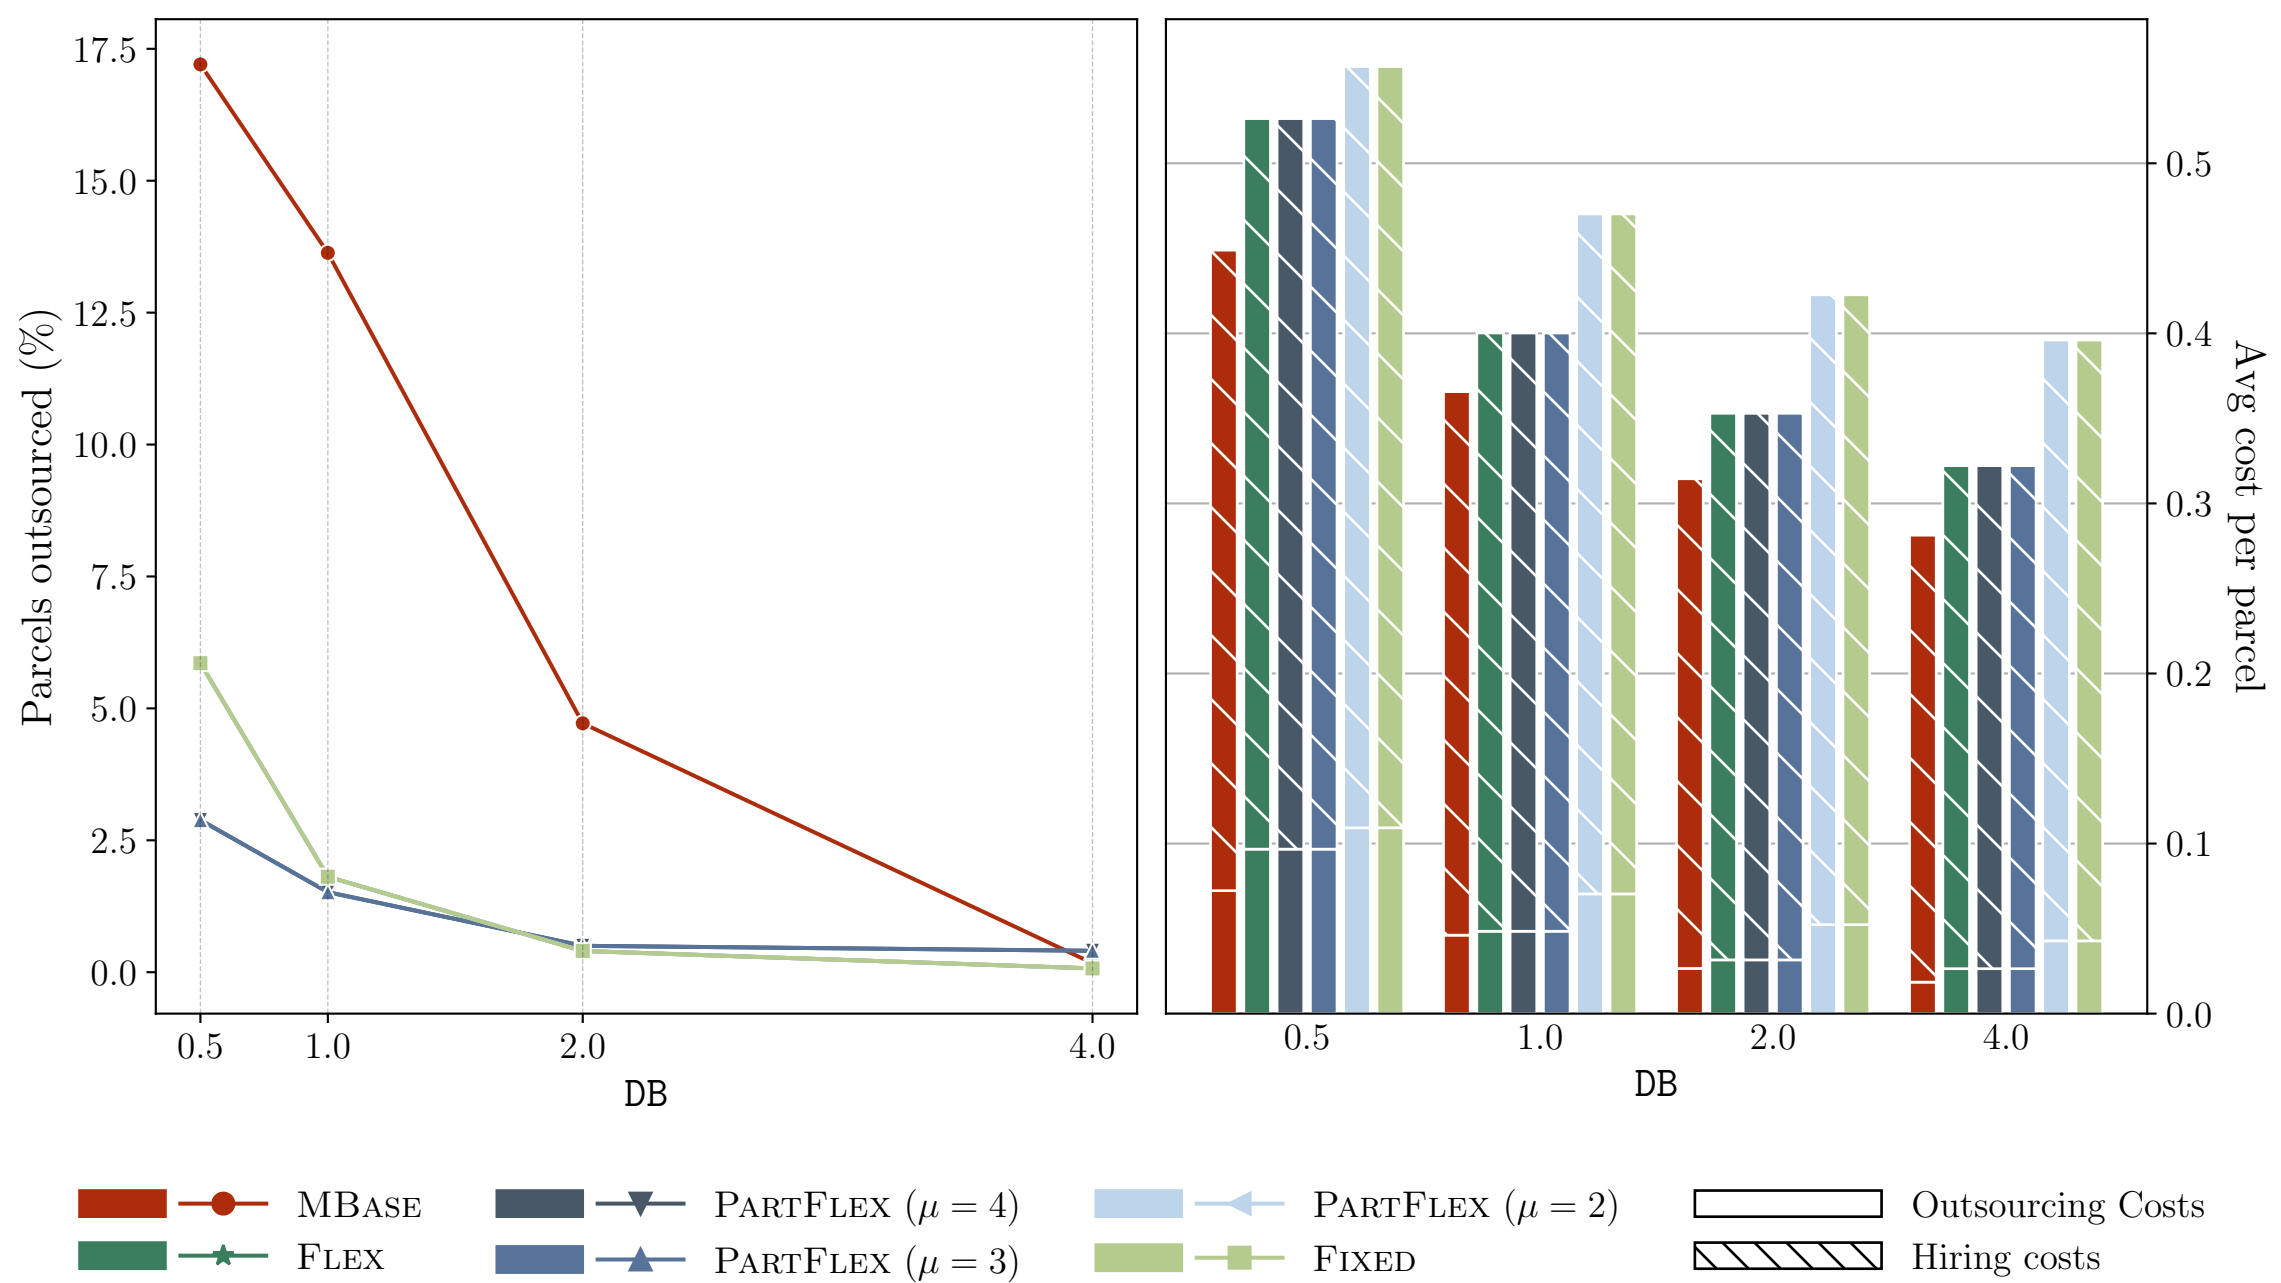 17.5
15.0
12.5
10.0
7.5
5.0
2.5
0.0
Parcels outsourced (%)
0.5 1.0 2.0 4.0
DB
0.5
0.4
0.3
0.2
0.1
0.0
Avg cost per parcel
0.5 1.0 2.0 4.0
DB
MBASE
FLEX
PARTFLEX (μ = 4)
PARTFLEX (μ = 3)
PARTFLEX (μ = 2)
FIXED
Outsourcing Costs
Hiring costs